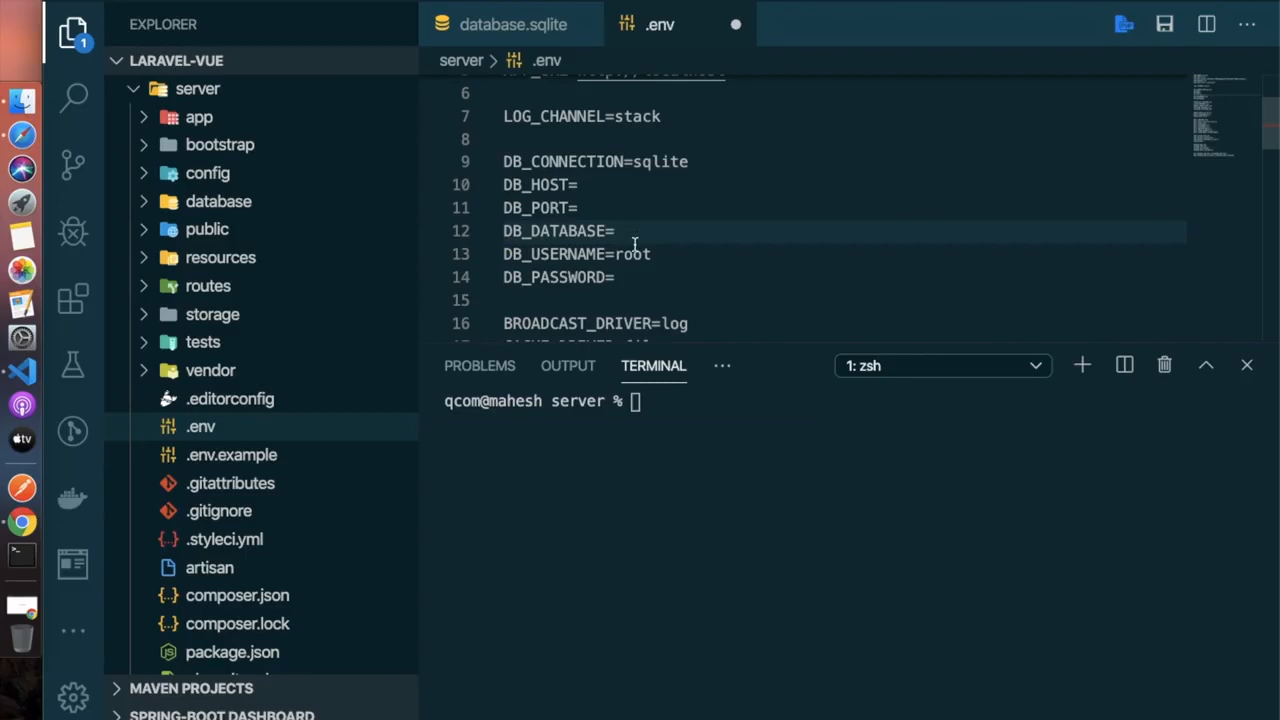 EXPLORER
database.sqlite
.env
1
LARAVEL-VUE
server > .env
server
app
bootstrap
config
database
public
resources
routes
storage
tests
vendor
.editorconfig
.env
.env.example
.gitattributes
.gitignore
.styleci.yml
artisan
composer.json
composer.lock
package.json
MAVEN PROJECTS
SPRING-BOOT DASHBOARD
6
7 LOG_CHANNEL=stack
8
9 DB_CONNECTION=sqlite
10 DB_HOST=
11 DB_PORT=
12 DB_DATABASE=
13 DB_USERNAME=root
14 DB_PASSWORD=
15
16 BROADCAST_DRIVER=log
PROBLEMS OUTPUT TERMINAL ... 1: zsh
qcom@mahesh server %
tv